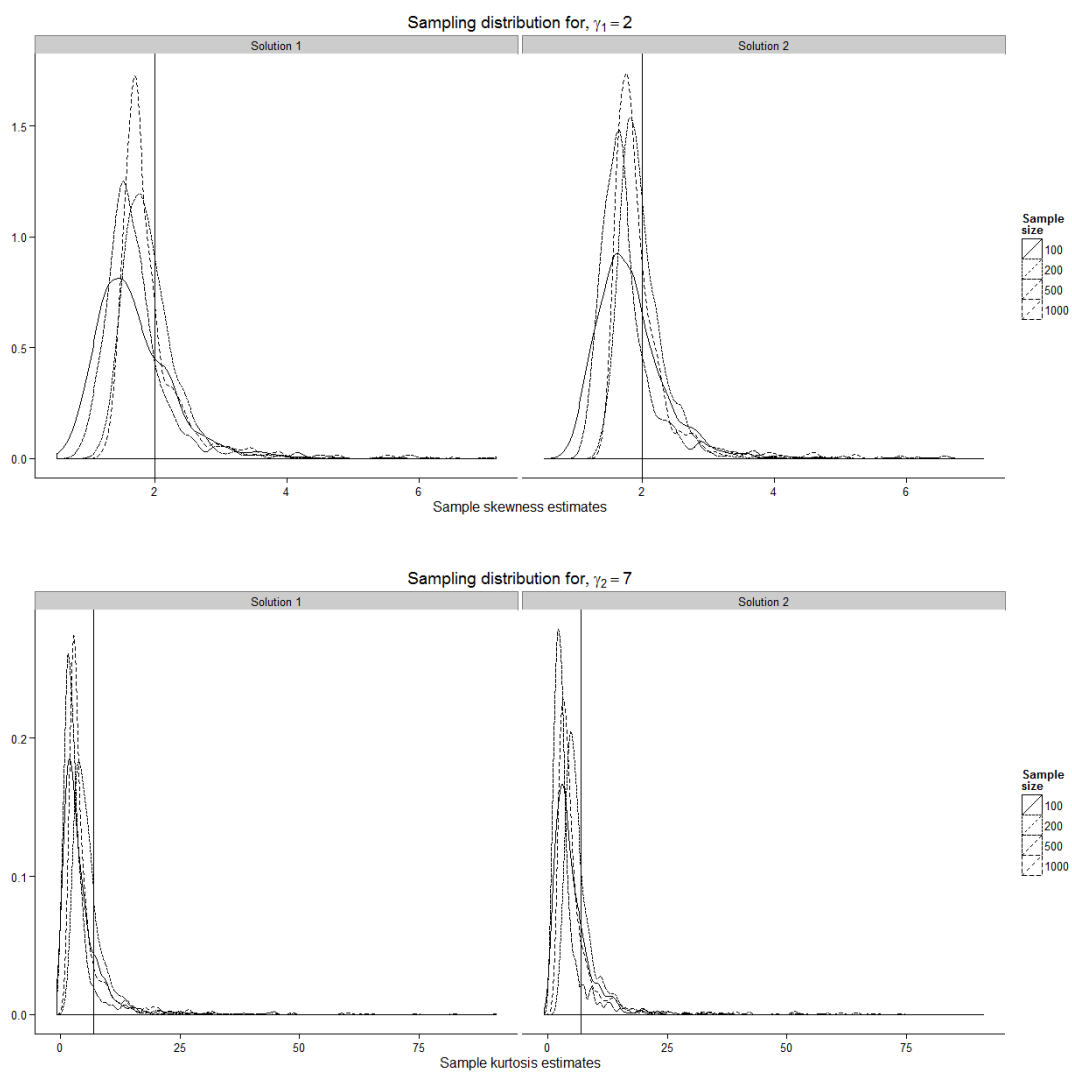 Sampling distribution for, γ₁ = 2
Solution 1
Solution 2
1.5
1.0
0.5
0.0
2
4
6
2
4
6
Sample skewness estimates
Sample
size
100
200
500
1000
Sampling distribution for, γ₂ = 7
Solution 1
Solution 2
0.2
0.1
0.0
0
25
50
75
0
25
50
75
Sample kurtosis estimates
Sample
size
100
200
500
1000